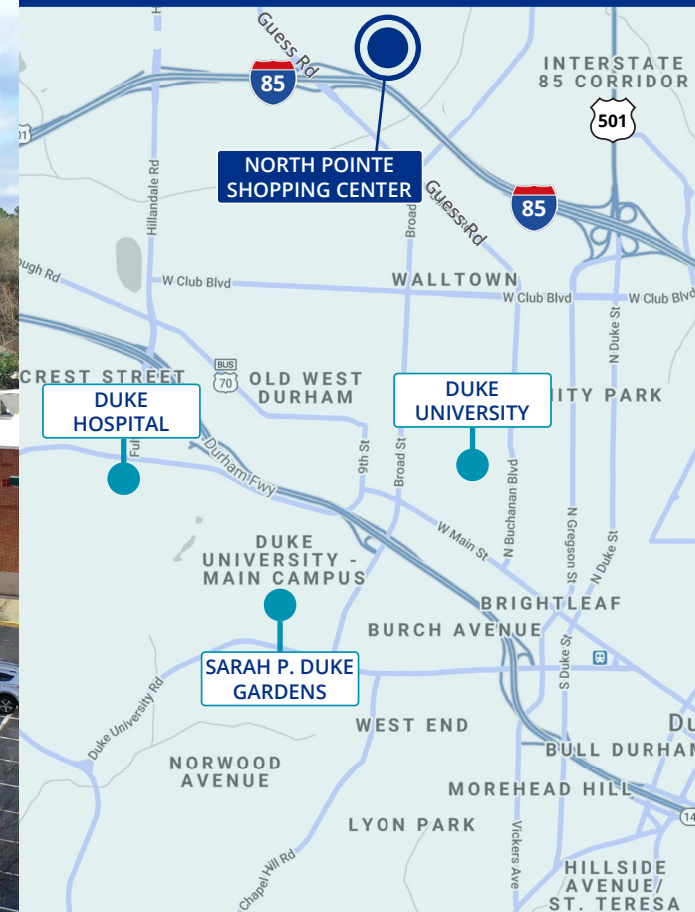 Guess Rd
85
INTERSTATE
85 CORRIDOR
501
NORTH POINTE
SHOPPING CENTER
Guess Rd
85
Hillandale Rd
Broad
W Club Blvd
WALLTOWN
W Club Blvd
W Club Blvd
N Duke St
CREST STREET
BUS
70
OLD WEST
DURHAM
DUKE
HOSPITAL
DUKE
UNIVERSITY
ITY PARK
Durham Fwy
9th St
Broad St
N Buchanan Blvd
W Main St
N Gregson St
N Duke St
DUKE
UNIVERSITY -
MAIN CAMPUS
BRIGHTLEAF
BURCH AVENUE
S Duke St
SARAH P. DUKE
GARDENS
Duke University Rd
WEST END
Du
BULL DURHAM
NORWOOD
AVENUE
MOREHEAD HILL
14
LYON PARK
Vickers Ave
Chapel Hill Rd
HILLSIDE
AVENUE/
ST. TERESA